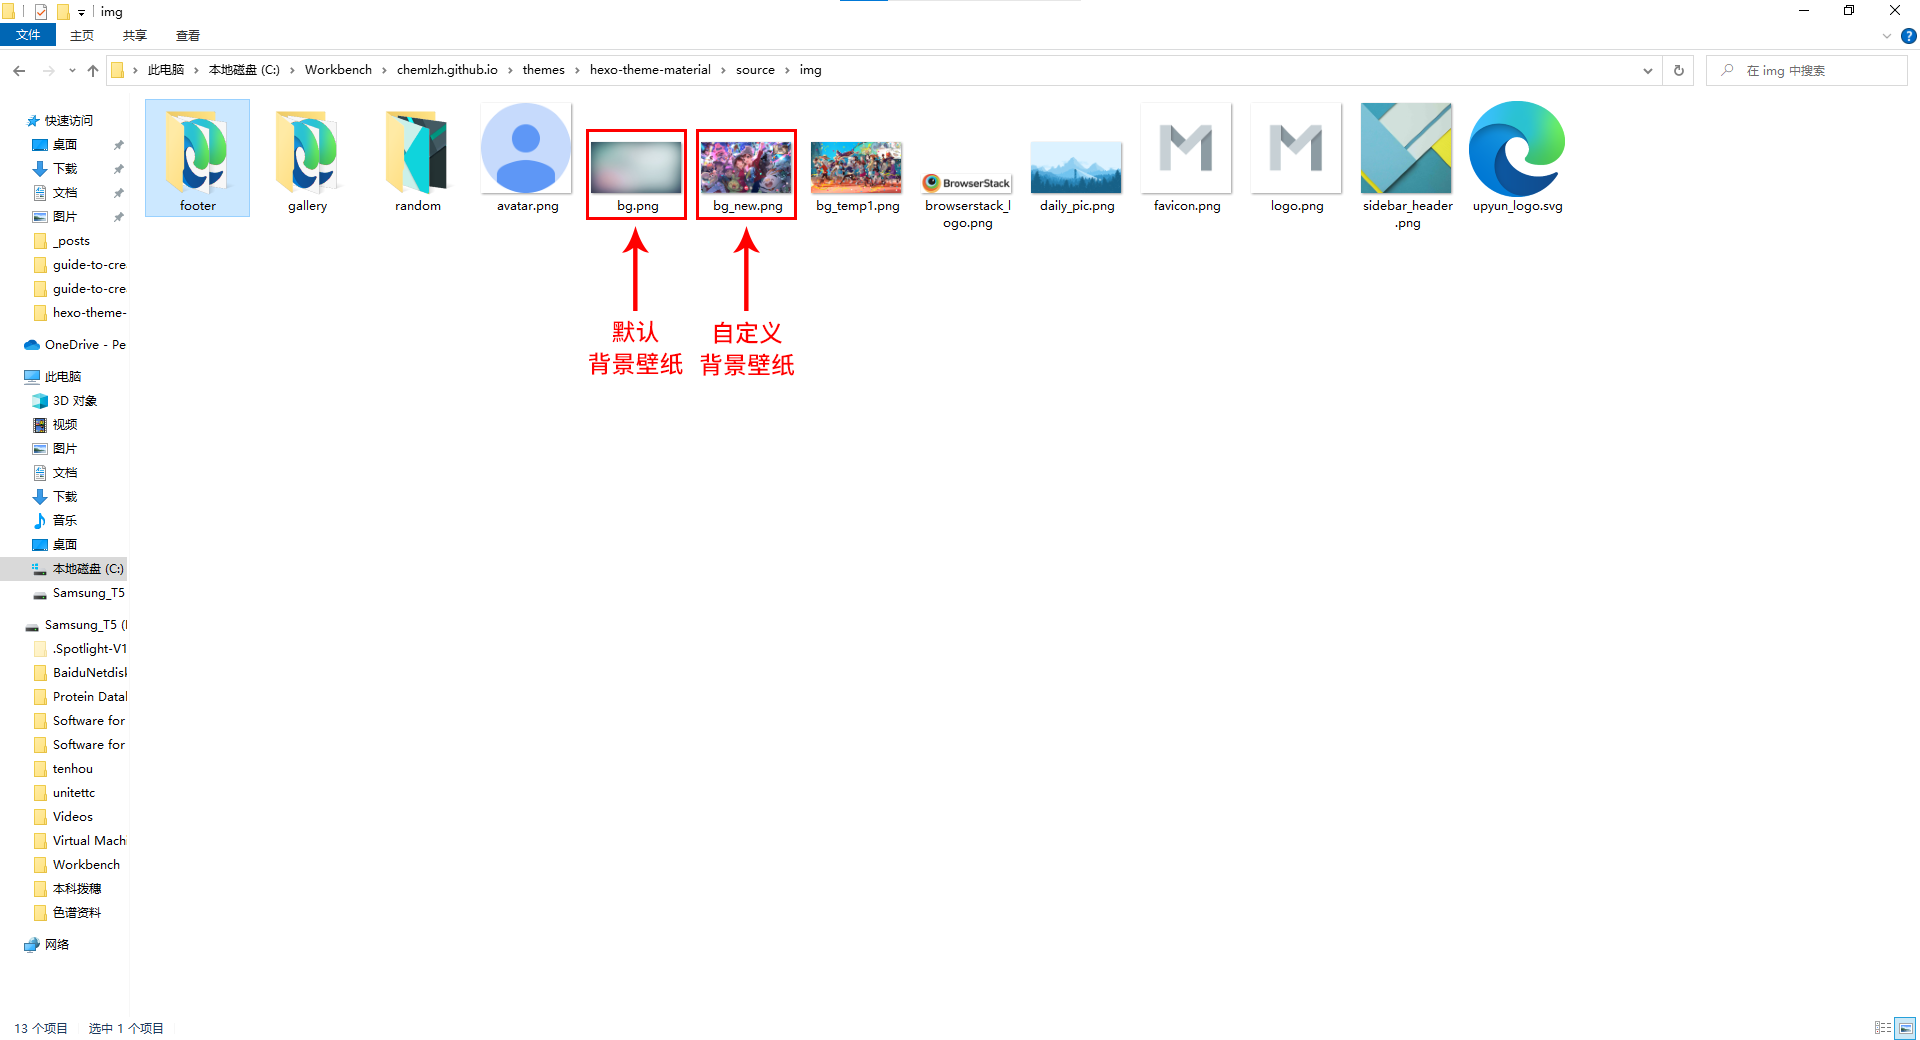 img
文件
主页
共享
查看
此电脑
本地磁盘 (C:)
Workbench
chemlzh.github.io
themes
hexo-theme-material
source
img
在 img 中搜索
快速访问
桌面
下载
文档
图片
_posts
guide-to-cre
guide-to-cre
hexo-theme-
OneDrive - Pe
此电脑
3D 对象
视频
图片
文档
下载
音乐
桌面
本地磁盘 (C:)
Samsung_T5
Samsung_T5 (
.Spotlight-V1
BaiduNetdisk
Protein Data
Software for
Software for
tenhou
unitettc
Videos
Virtual Mach
Workbench
本科拨穗
色谱资料
网络
footer
gallery
random
avatar.png
bg.png
bg_new.png
bg_temp1.png
BrowserStack
browserstack_l
ogo.png
daily_pic.png
favicon.png
logo.png
sidebar_header
.png
upyun_logo.svg
默认
背景壁纸
自定义
背景壁纸
13 个项目
选中 1 个项目